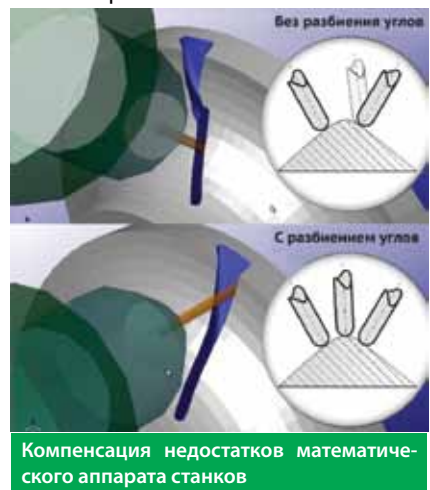 Без разбиения углов
С разбиением углов
Компенсация недостатков математиче-
ского аппарата станков